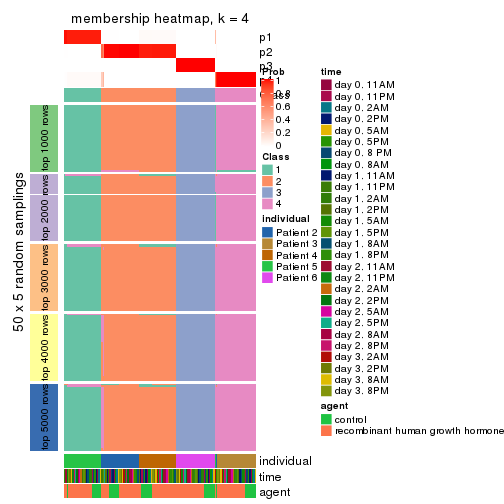 membership heatmap, k = 4
p1
p2
p3
p4
Prob
1
0.8
0.6
0.4
0.2
0
Class
1
2
3
4
individual
Patient 2
Patient 3
Patient 4
Patient 5
Patient 6
time
day 0. 11AM
day 0. 11PM
day 0. 2AM
day 0. 2PM
day 0. 5AM
day 0. 5PM
day 0. 8 PM
day 0. 8AM
day 1. 11AM
day 1. 11PM
day 1. 2AM
day 1. 2PM
day 1. 5AM
day 1. 5PM
day 1. 8AM
day 1. 8PM
day 2. 11AM
day 2. 11PM
day 2. 2AM
day 2. 2PM
day 2. 5AM
day 2. 5PM
day 2. 8AM
day 2. 8PM
day 3. 2AM
day 3. 2PM
day 3. 8AM
day 3. 8PM
agent
control
recombinant human growth hormone
50 x 5 random samplings
top 1000 rows
top 2000 rows
top 3000 rows
top 4000 rows
top 5000 rows
individual
time
agent